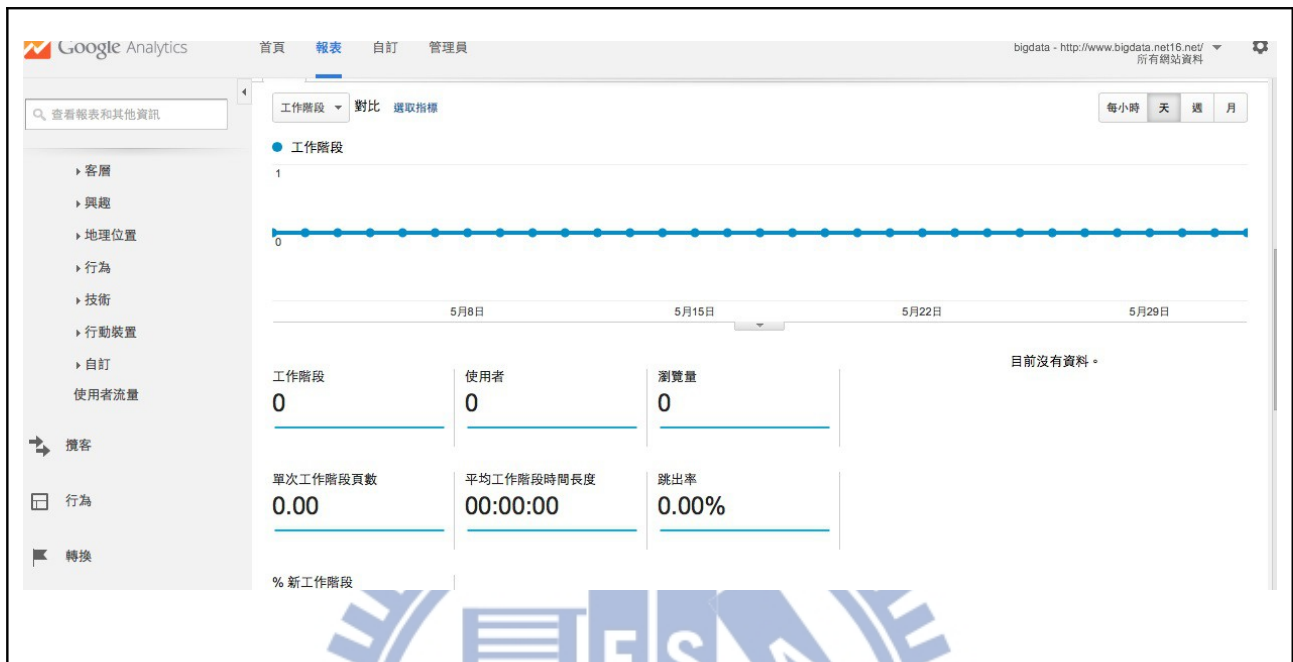 Google Analytics
首頁 報表 自訂 管理員
bigdata - http://www.bigdata.net16.net/
所有網站資料
查看報表和其他資訊
客層
興趣
地理位置
行為
技術
行動裝置
自訂
使用者流量
攬客
行為
轉換
工作階段 對比 選取指標
每小時 天 週 月
工作階段
1
0
5月8日 5月15日 5月22日 5月29日
目前沒有資料。
工作階段 使用者 瀏覽量
0 0 0
單次工作階段頁數 平均工作階段時間長度 跳出率
0.00 00:00:00 0.00%
% 新工作階段
E S A